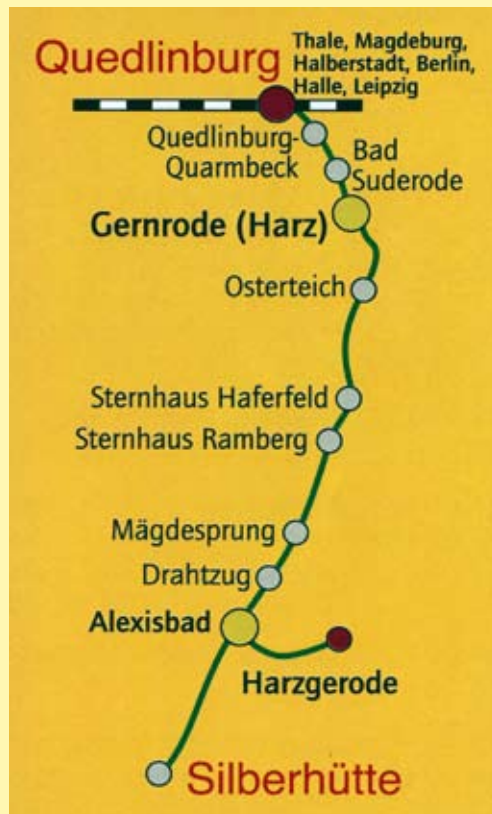 Quedlinburg
Thale, Magdeburg,
Halberstadt, Berlin,
Halle, Leipzig
Quedlinburg-
Quarmbeck
Bad
Suderode
Gernrode (Harz)
Osterteich
Sternhaus Haferfeld
Sternhaus Ramberg
Mägdesprung
Drahtzug
Alexisbad
Harzgerode
Silberhütte